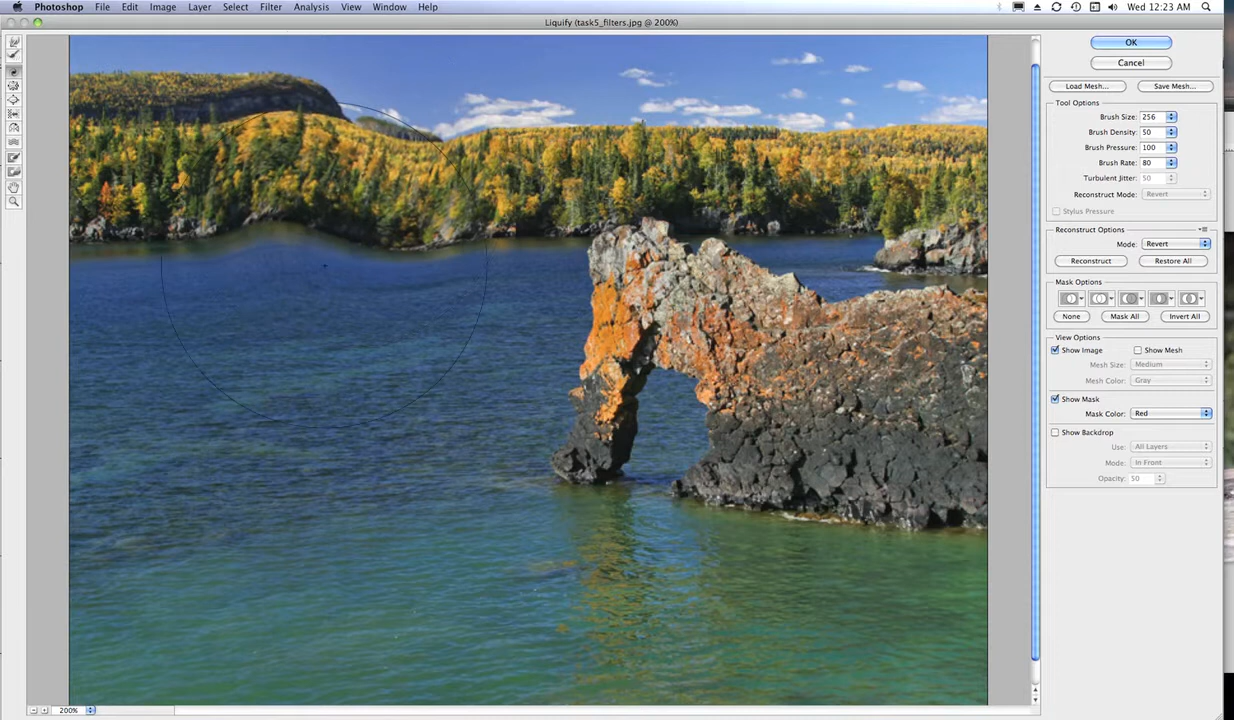 Photoshop File Edit Image Layer Select Filter Analysis View Window Help Wed 12:23 AM
Liquify (task5_filters.jpg @ 200%)
OK
Cancel
Load Mesh... Save Mesh...
Tool Options
Brush Size: 256
Brush Density: 50
Brush Pressure: 100
Brush Rate: 80
Turbulent Jitter: 50
Reconstruct Mode: Revert
Stylus Pressure
Reconstruct Options
Mode: Revert
Reconstruct Restore All
Mask Options
None Mask All Invert All
View Options
Show Image Show Mesh
Mesh Size: Medium
Mesh Color: Gray
Show Mask
Mask Color: Red
Show Backdrop
Use: All Layers
Mode: In Front
Opacity: 50
200%